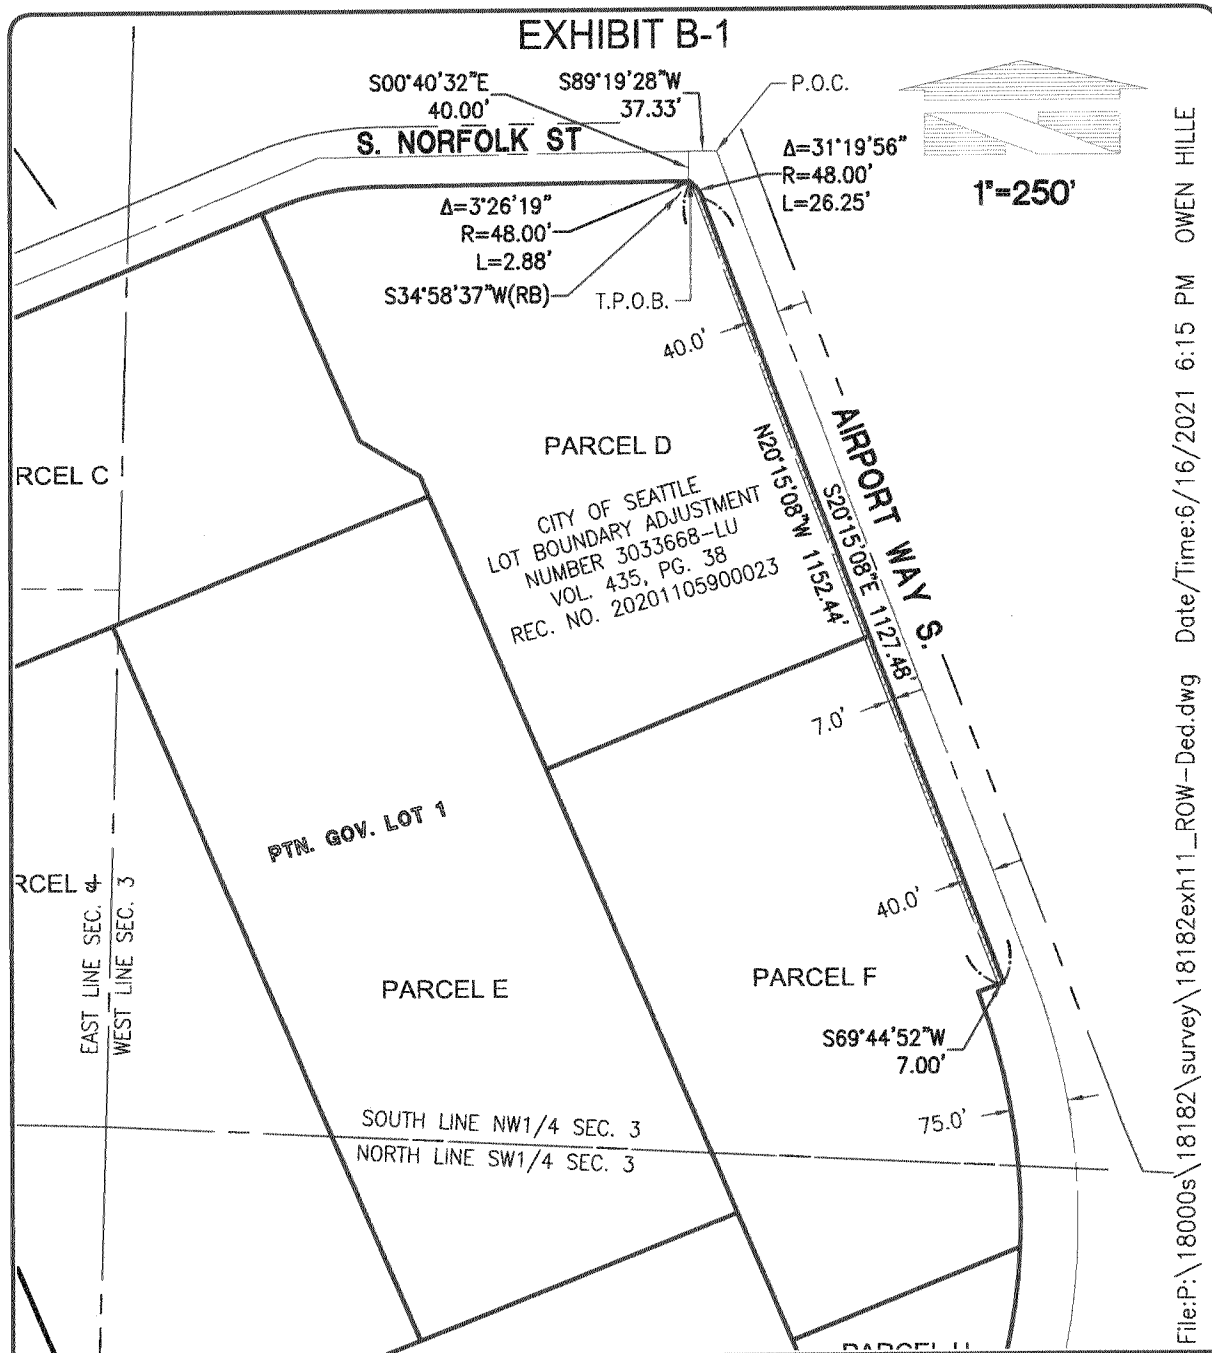 EXHIBIT B-1
S00°40'32"E
40.00'
S89°19'28"W
37.33'
P.O.C.
S. NORFOLK ST
Δ=31°19'56"
R=48.00'
L=26.25'
1"=250'
Δ=3°26'19"
R=48.00'
L=2.88'
S34°58'37"W(RB)
T.P.O.B.
40.0'
AIRPORT WAY S.
N20°15'08"W 1152.44'
S20°15'08"E 1127.48'
PARCEL D
CITY OF SEATTLE
LOT BOUNDARY ADJUSTMENT
NUMBER 3033668-LU
VOL. 435, PG. 38
REC. NO. 20201105900023
RCEL C
7.0'
PTN. GOV. LOT 1
RCEL
EAST LINE SEC. 4
WEST LINE SEC. 3
40.0'
PARCEL E
PARCEL F
S69°44'52"W
7.00'
75.0'
SOUTH LINE NW1/4 SEC. 3
NORTH LINE SW1/4 SEC. 3
File:P:\18000s\18182\survey\18182exh11_ROW-Ded.dwg Date/Time:6/16/2021 6:15 PM OWEN HILLE